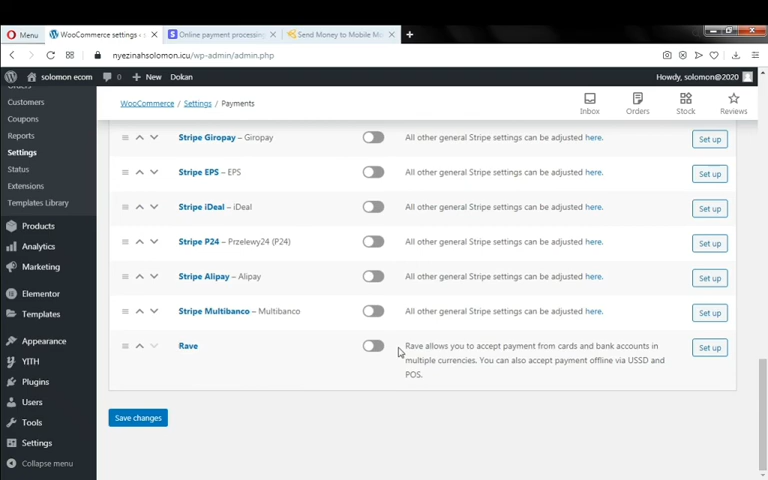 Menu
WooCommerce settings ‹ s
Online payment processing
Send Money to Mobile Mo
nyezinahsolomon.icu/wp-admin/admin.php
solomon ecom
0
New
Dokan
Howdy, solomon@2020
Orders
Customers
Coupons
Reports
Settings
Status
Extensions
Templates Library
Products
Analytics
Marketing
Elementor
Templates
Appearance
YITH
Plugins
Users
Tools
Settings
Collapse menu
WooCommerce / Settings / Payments
Inbox
Orders
Stock
Reviews
Stripe Giropay – Giropay
All other general Stripe settings can be adjusted here.
Set up
Stripe EPS – EPS
All other general Stripe settings can be adjusted here.
Set up
Stripe iDeal – iDeal
All other general Stripe settings can be adjusted here.
Set up
Stripe P24 – Przelewy24 (P24)
All other general Stripe settings can be adjusted here.
Set up
Stripe Alipay – Alipay
All other general Stripe settings can be adjusted here.
Set up
Stripe Multibanco – Multibanco
All other general Stripe settings can be adjusted here.
Set up
Rave
Rave allows you to accept payment from cards and bank accounts in
multiple currencies. You can also accept payment offline via USSD and
POS.
Set up
Save changes